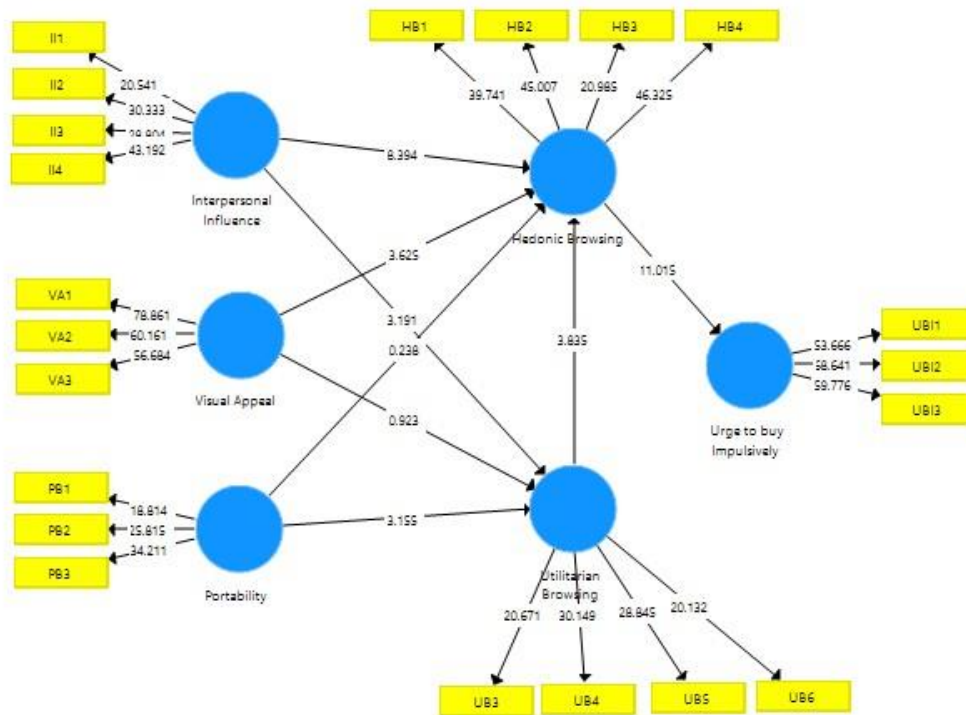 II1
II2
II3
II4
20.541
30.333
43.192
Interpersonal
Influence
HB1
HB2
HB3
HB4
39.741
45.007
20.985
46.325
Hedonic Browsing
8.394
3.625
3.191
0.238
3.835
11.015
VA1
VA2
VA3
78.861
60.161
56.684
Visual Appeal
0.923
UBI1
UBI2
UBI3
53.666
58.641
59.776
Urge to buy
Impulsively
PB1
PB2
PB3
18.814
25.815
34.211
Portability
3.155
Utilitarian
Browsing
20.671
30.149
28.845
20.132
UB3
UB4
UB5
UB6